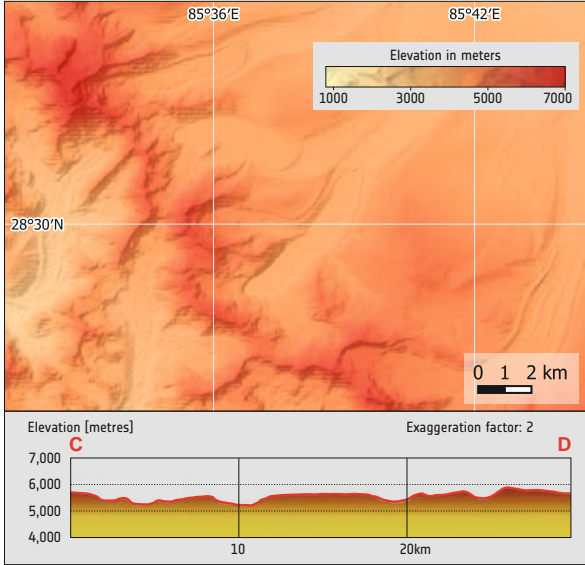 85°36'E 85°42'E
Elevation in meters
1000 3000 5000 7000
28°30'N
0 1 2 km
Elevation [metres] Exaggeration factor: 2
C D
7,000
6,000
5,000
4,000
10 20km